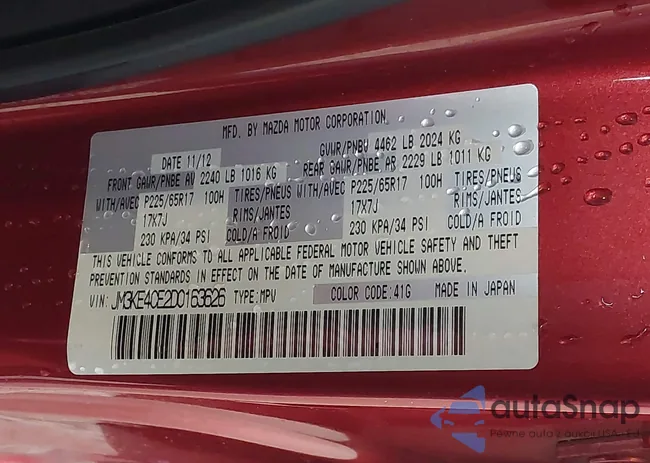 MFD. BY MAZDA MOTOR CORPORATION.
DATE 11/12 GVWR/PNBV 4462 LB 2024 KG
FRONT GAWR/PNBE AV 2240 LB 1016 KG REAR GAWR/PNBE AR 2229 LB 1011 KG
WITH/AVEC P225/65R17 100H TIRES/PNEUS WITH/AVEC P225/65R17 100H TIRES/PNEUS
17X7J RIMS/JANTES 17X7J RIMS/JANTES
230 KPA/34 PSI COLD/A FROID 230 KPA/34 PSI COLD/A FROID
THIS VEHICLE CONFORMS TO ALL APPLICABLE FEDERAL MOTOR VEHICLE SAFETY AND THEFT
PREVENTION STANDARDS IN EFFECT ON THE DATE OF MANUFACTURE SHOWN ABOVE.
VIN: JM3KE4CE2D0163626 TYPE: MPV COLOR CODE: 41G MADE IN JAPAN
autoSnap
Pewne auta z aukcji USA